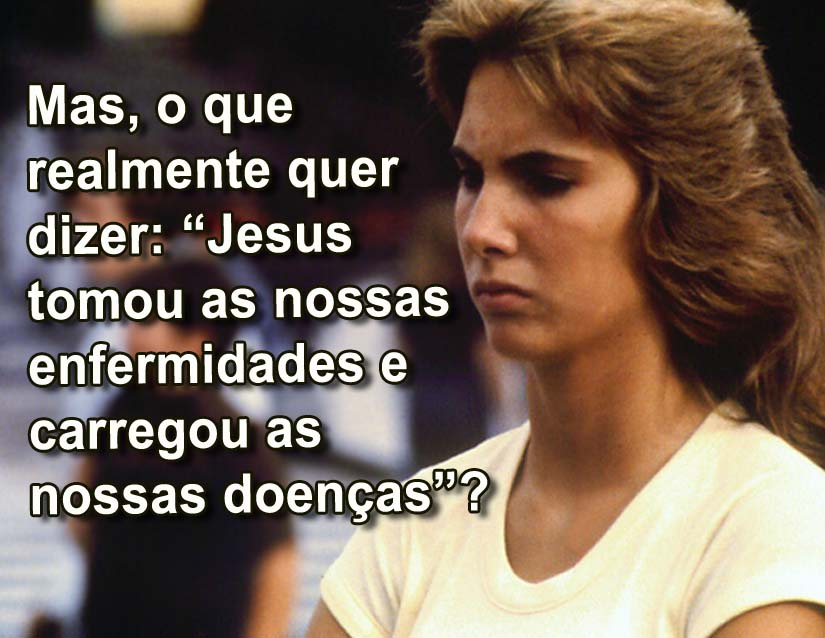 Mas, o que
realmente quer
dizer: “Jesus
tomou as nossas
enfermidades e
carregou as
nossas doenças”?